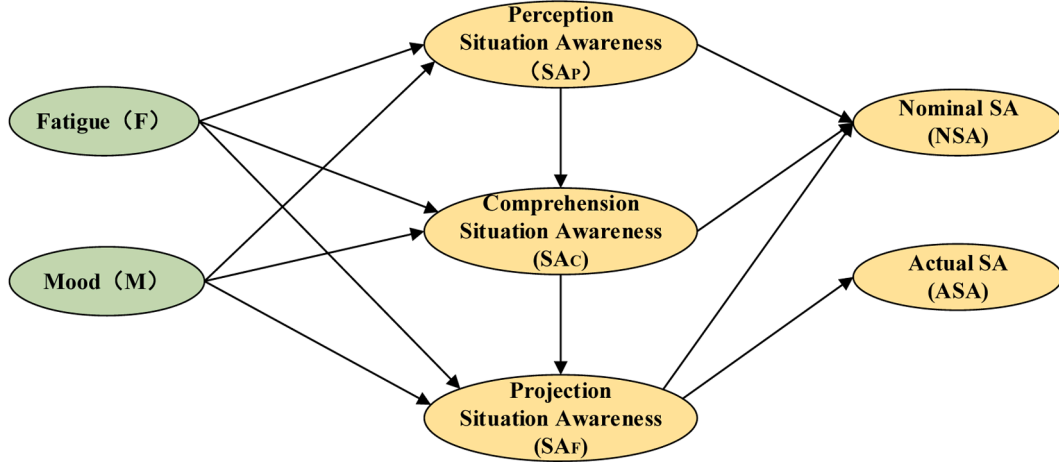 Perception
Situation Awareness
（SAP）
Fatigue（F）
Nominal SA
(NSA)
Comprehension
Situation Awareness
(SAC)
Mood（M）
Actual SA
(ASA)
Projection
Situation Awareness
(SAF)